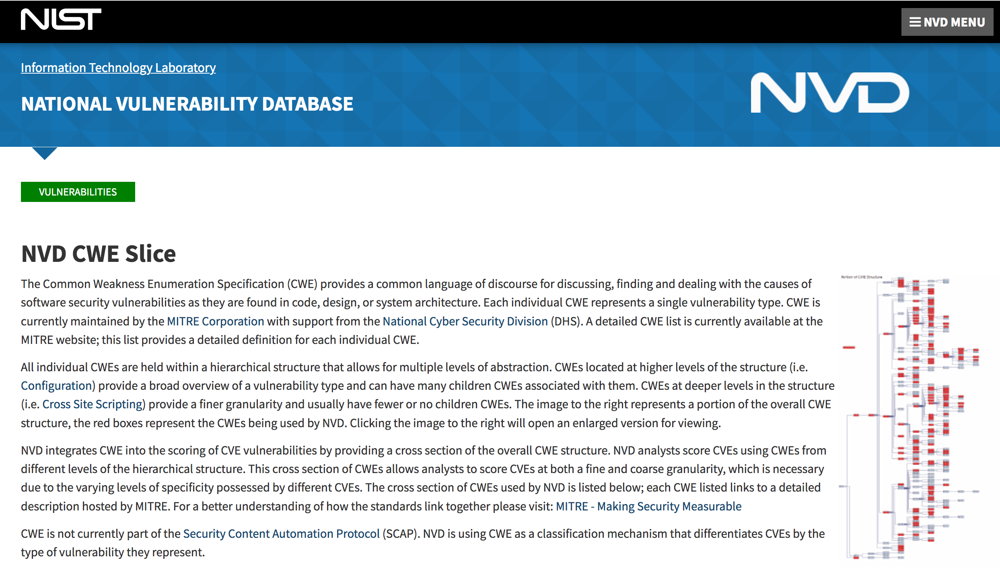 NIST
NVD MENU
Information Technology Laboratory
NATIONAL VULNERABILITY DATABASE
NVD
VULNERABILITIES
NVD CWE Slice
The Common Weakness Enumeration Specification (CWE) provides a common language of discourse for discussing, finding and dealing with the causes of
software security vulnerabilities as they are found in code, design, or system architecture. Each individual CWE represents a single vulnerability type. CWE is
currently maintained by the MITRE Corporation with support from the National Cyber Security Division (DHS). A detailed CWE list is currently available at the
MITRE website; this list provides a detailed definition for each individual CWE.
All individual CWEs are held within a hierarchical structure that allows for multiple levels of abstraction. CWEs located at higher levels of the structure (i.e.
Configuration) provide a broad overview of a vulnerability type and can have many children CWEs associated with them. CWEs at deeper levels in the structure
(i.e. Cross Site Scripting) provide a finer granularity and usually have fewer or no children CWEs. The image to the right represents a portion of the overall CWE
structure, the red boxes represent the CWEs being used by NVD. Clicking the image to the right will open an enlarged version for viewing.
NVD integrates CWE into the scoring of CVE vulnerabilities by providing a cross section of the overall CWE structure. NVD analysts score CVEs using CWEs from
different levels of the hierarchical structure. This cross section of CWEs allows analysts to score CVEs at both a fine and coarse granularity, which is necessary
due to the varying levels of specificity possessed by different CVEs. The cross section of CWEs used by NVD is listed below; each CWE listed links to a detailed
description hosted by MITRE. For a better understanding of how the standards link together please visit: MITRE - Making Security Measurable
CWE is not currently part of the Security Content Automation Protocol (SCAP). NVD is using CWE as a classification mechanism that differentiates CVEs by the
type of vulnerability they represent.
Portion of CWE Structure